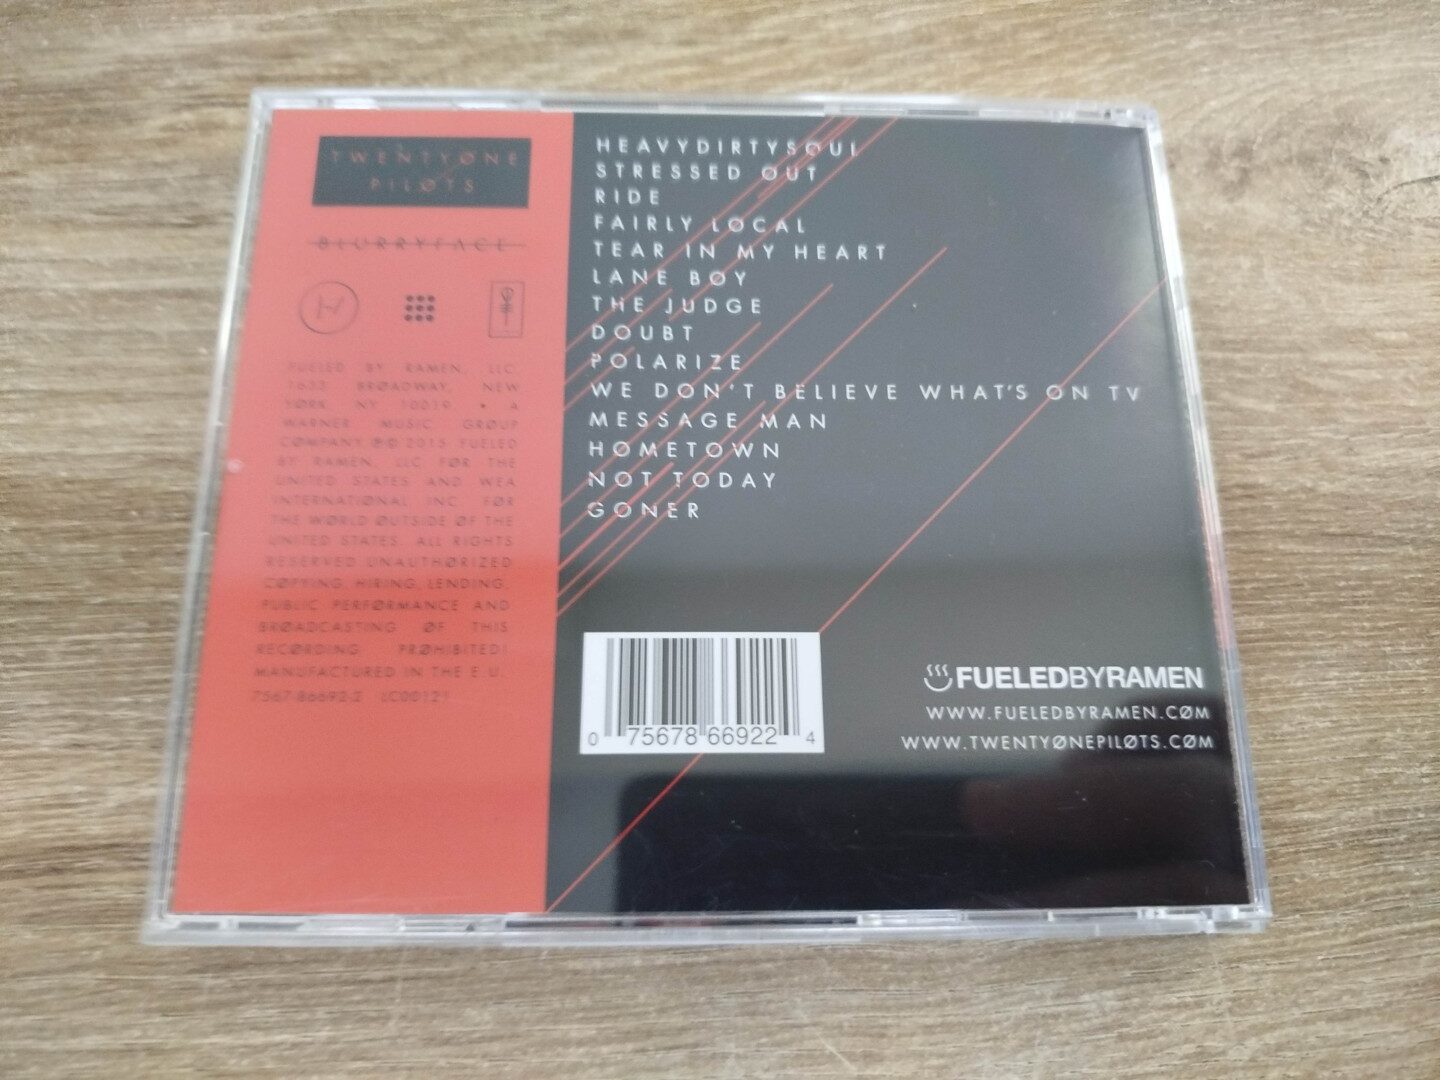 TWENTYØNE
PILØTS
BLURRYFACE
FUELED BY RAMEN, LLC
1633 BRØADWAY, NEW
YØRK, NY 10019 • A
WARNER MUSIC GRØUP
CØMPANY ℗© 2015 FUELED
BY RAMEN, LLC FØR THE
UNITED STATES AND WEA
INTERNATIØNAL INC. FØR
THE WØRLD ØUTSIDE ØF THE
UNITED STATES. ALL RIGHTS
RESERVED UNAUTHØRIZED
CØPYING, HIRING, LENDING,
PUBLIC PERFØRMANCE AND
BRØADCASTING ØF THIS
RECØRDING PRØHIBITED!
MANUFACTURED IN THE E.U.
7567-86692-2 LC00121
HEAVYDIRTYSOUL
STRESSED OUT
RIDE
FAIRLY LOCAL
TEAR IN MY HEART
LANE BOY
THE JUDGE
DOUBT
POLARIZE
WE DON'T BELIEVE WHAT'S ON TV
MESSAGE MAN
HOMETOWN
NOT TODAY
GONER
0 75678 66922 4
FUELEDBYRAMEN
WWW.FUELEDBYRAMEN.CØM
WWW.TWENTYØNEPILØTS.CØM